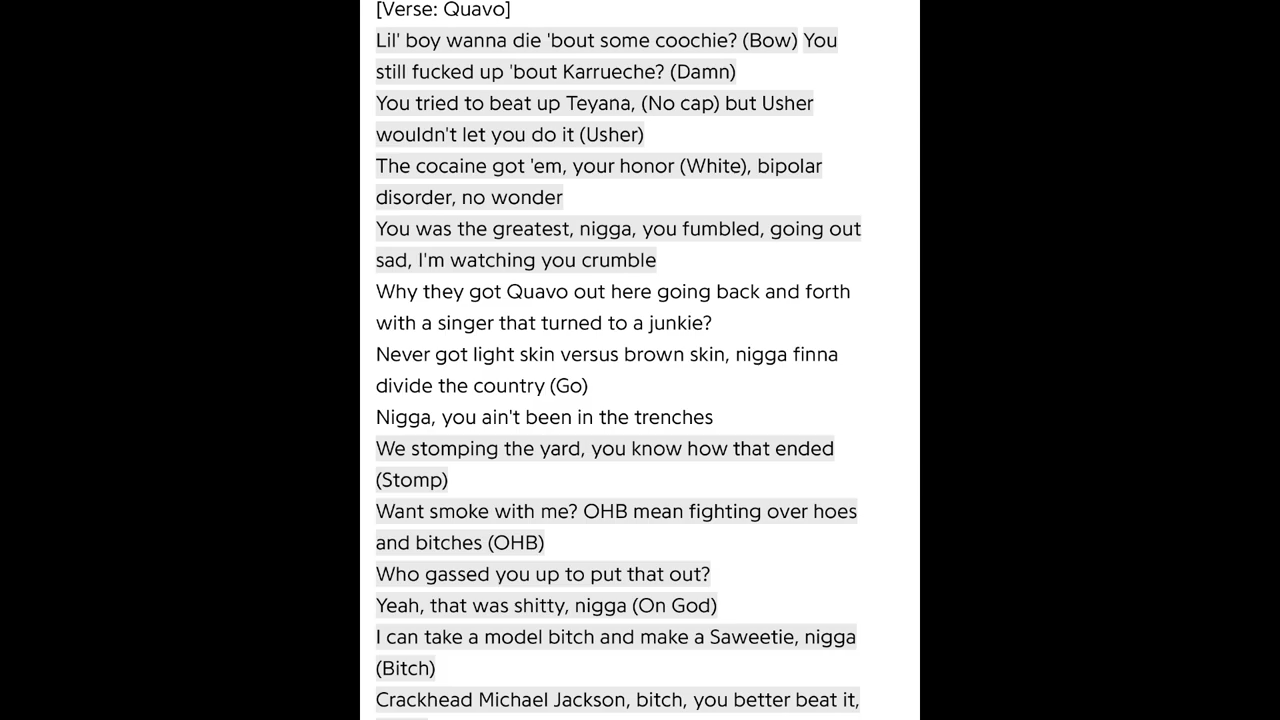 [Verse: Quavo]
Lil' boy wanna die 'bout some coochie? (Bow) You
still fucked up 'bout Karrueche? (Damn)
You tried to beat up Teyana, (No cap) but Usher
wouldn't let you do it (Usher)
The cocaine got 'em, your honor (White), bipolar
disorder, no wonder
You was the greatest, nigga, you fumbled, going out
sad, I'm watching you crumble
Why they got Quavo out here going back and forth
with a singer that turned to a junkie?
Never got light skin versus brown skin, nigga finna
divide the country (Go)
Nigga, you ain't been in the trenches
We stomping the yard, you know how that ended
(Stomp)
Want smoke with me? OHB mean fighting over hoes
and bitches (OHB)
Who gassed you up to put that out?
Yeah, that was shitty, nigga (On God)
I can take a model bitch and make a Saweetie, nigga
(Bitch)
Crackhead Michael Jackson, bitch, you better beat it,